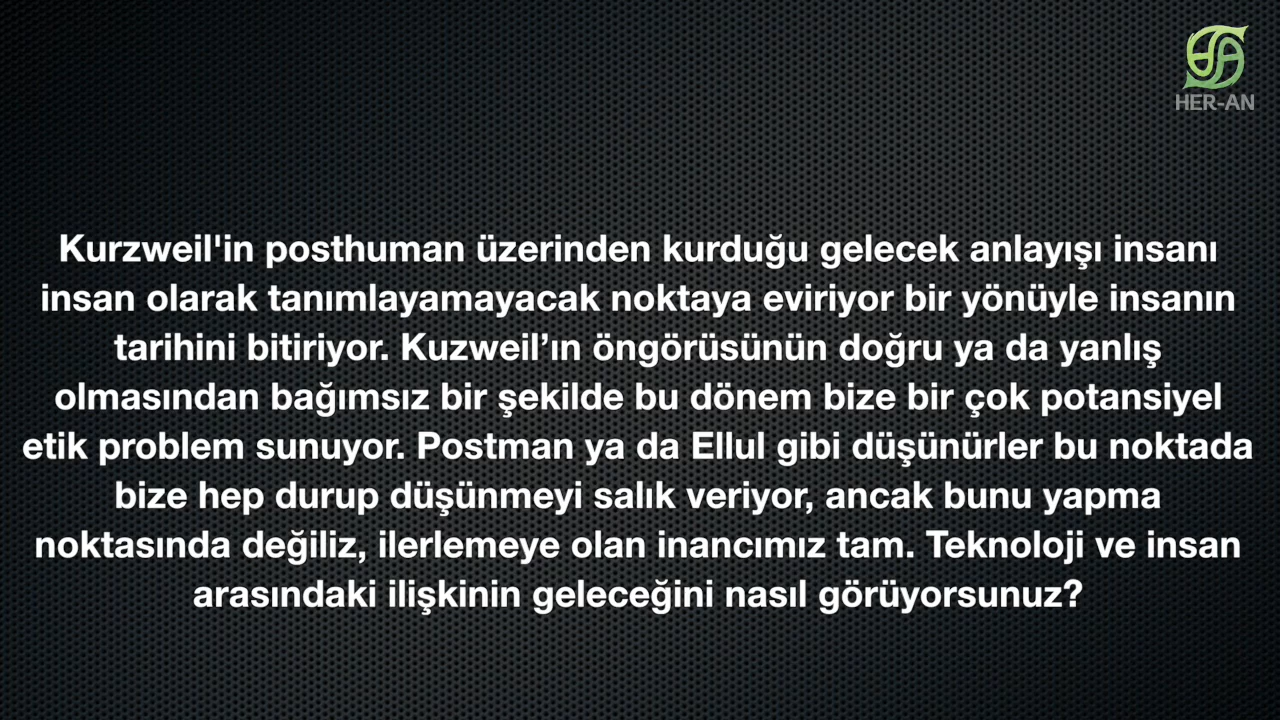 HER-AN
Kurzweil'in posthuman üzerinden kurduğu gelecek anlayışı insanı
insan olarak tanımlayamayacak noktaya eviriyor bir yönüyle insanın
tarihini bitiriyor. Kuzweil’ın öngörüsünün doğru ya da yanlış
olmasından bağımsız bir şekilde bu dönem bize bir çok potansiyel
etik problem sunuyor. Postman ya da Ellul gibi düşünürler bu noktada
bize hep durup düşünmeyi salık veriyor, ancak bunu yapma
noktasında değiliz, ilerlemeye olan inancımız tam. Teknoloji ve insan
arasındaki ilişkinin geleceğini nasıl görüyorsunuz?